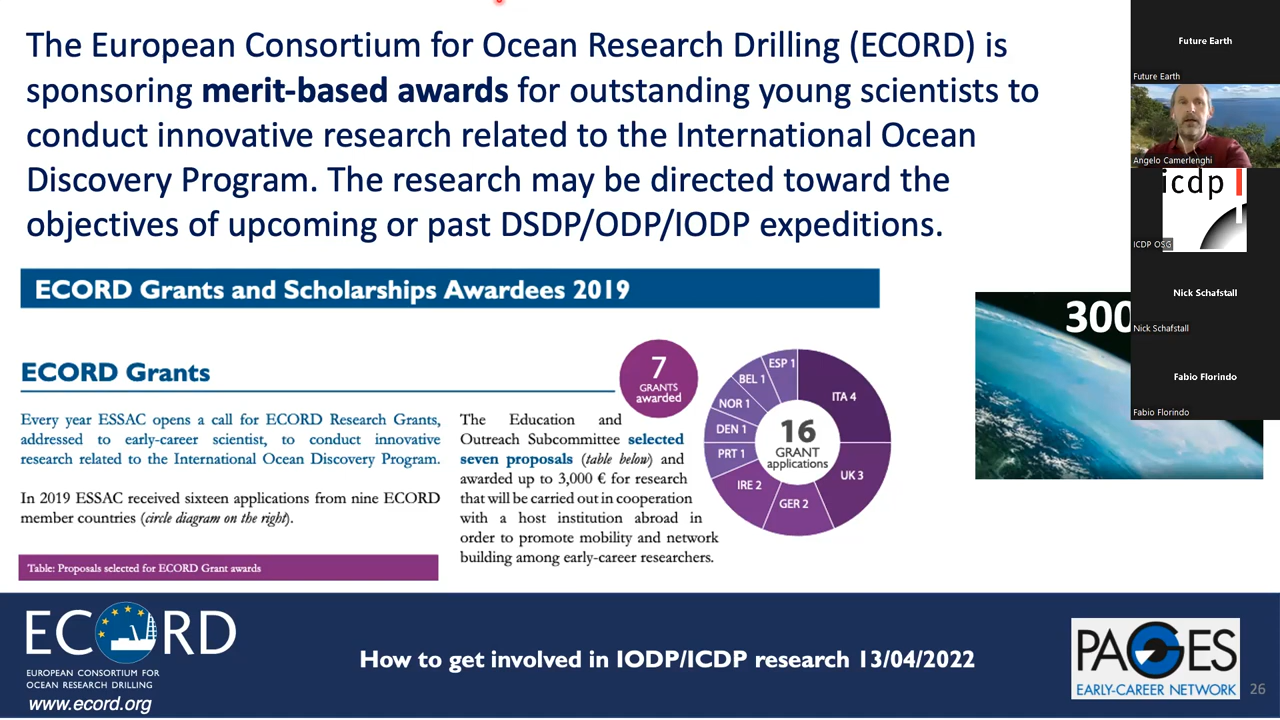 The European Consortium for Ocean Research Drilling (ECORD) is
sponsoring merit-based awards for outstanding young scientists to
conduct innovative research related to the International Ocean
Discovery Program. The research may be directed toward the
objectives of upcoming or past DSDP/ODP/IODP expeditions.
ECORD Grants and Scholarships Awardees 2019
ECORD Grants
7
GRANTS
awarded
Every year ESSAC opens a call for ECORD Research Grants,
addressed to early-career scientist, to conduct innovative
research related to the International Ocean Discovery Program.
In 2019 ESSAC received sixteen applications from nine ECORD
member countries (circle diagram on the right).
Table: Proposals selected for ECORD Grant awards
The Education and
Outreach Subcommittee selected
seven proposals (table below) and
awarded up to 3,000 € for research
that will be carried out in cooperation
with a host institution abroad in
order to promote mobility and network
building among early-career researchers.
16
GRANT
applications
ITA 4
UK 3
GER 2
IRE 2
PRT 1
DEN 1
NOR 1
BEL 1
ESP 1
300
Future Earth
Future Earth
Angelo Camerlenghi
icdp
ICDP OSG
Nick Schafstall
Nick Schafstall
Fabio Florindo
Fabio Florindo
ECORD
EUROPEAN CONSORTIUM FOR
OCEAN RESEARCH DRILLING
www.ecord.org
How to get involved in IODP/ICDP research 13/04/2022
PAGES
EARLY-CAREER NETWORK
26